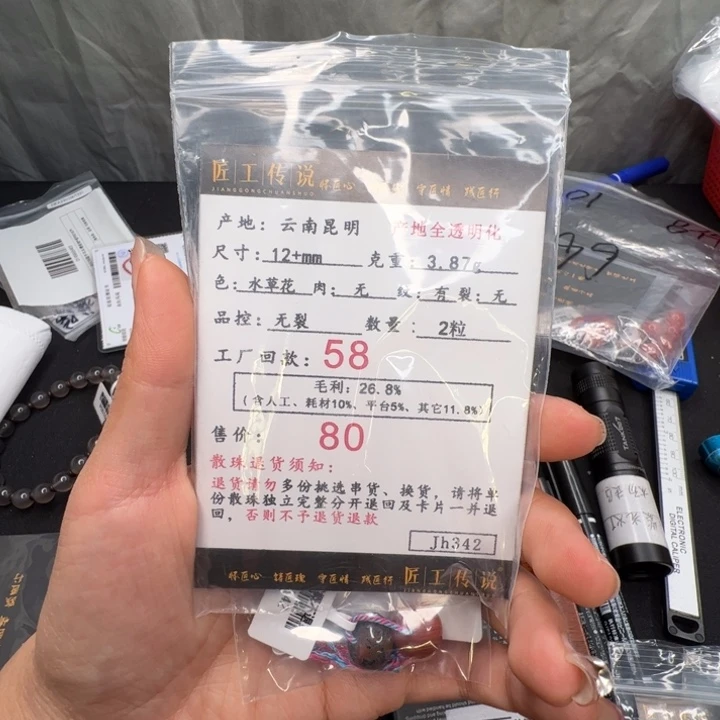 匠工传说
JIANGONGCHUANSHUO
怀匠心 守匠情 践匠行
产地：云南昆明 产地全透明化
尺寸：12+mm 克重：3.87g
色：水草花 肉：无 纹：有 裂：无
品控：无裂 数量：2粒
工厂回款：58
毛利：26.8%
（含人工、耗材10%、平台5%、其它11.8%）
售价：80
散珠退货须知：
退货请勿多份挑选串货、换货，请将单
份散珠独立完整分开退回及卡片一并退
回，否则不予退货退款
Jh342
怀匠心 铸匠魂 守匠情 践匠行 匠工传说
JIANGONGCHUANSHUO
ELECTRONIC
DIGITAL CALIPER